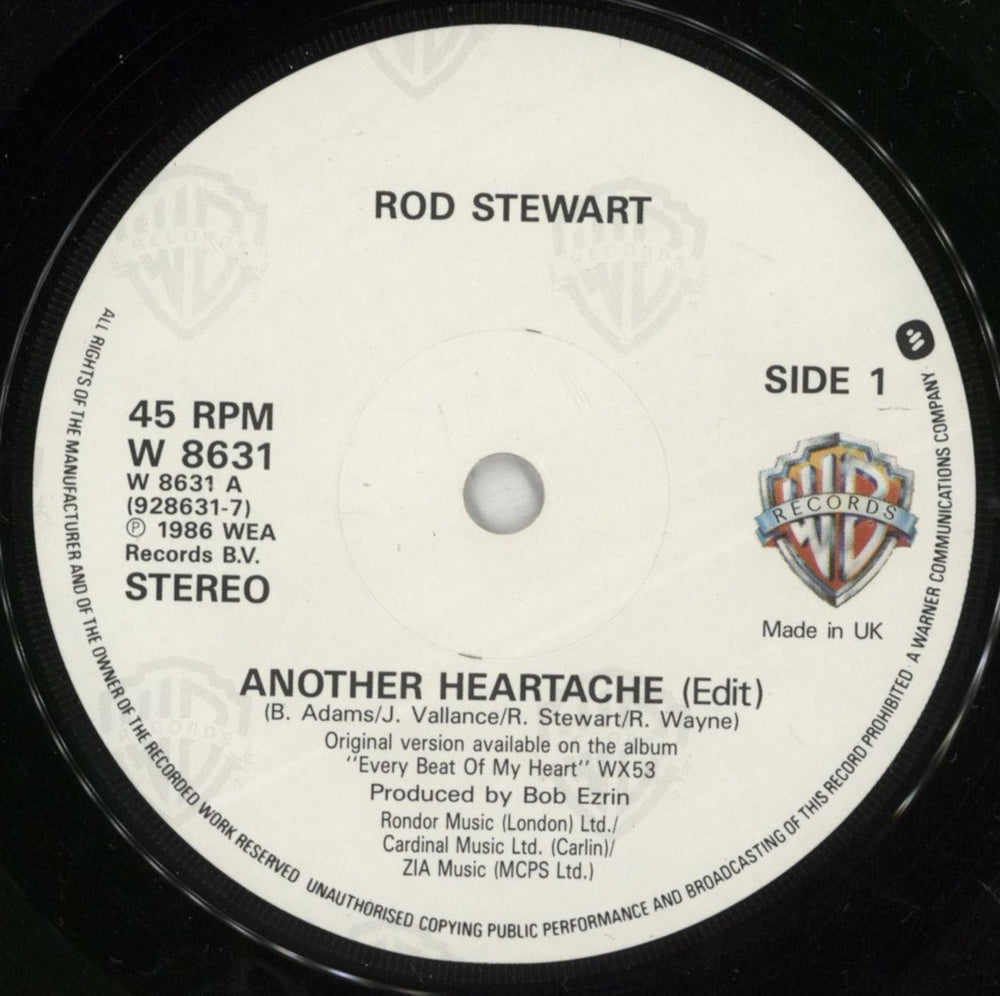 ROD STEWART
SIDE 1
45 RPM
W 8631
W 8631 A
(928631-7)
℗ 1986 WEA
Records B.V.
STEREO
WB
RECORDS
Made in UK
ANOTHER HEARTACHE (Edit)
(B. Adams/J. Vallance/R. Stewart/R. Wayne)
Original version available on the album
"Every Beat Of My Heart" WX53
Produced by Bob Ezrin
Rondor Music (London) Ltd./
Cardinal Music Ltd. (Carlin)/
ZIA Music (MCPS Ltd.)
ALL RIGHTS OF THE MANUFACTURER AND OF THE OWNER OF THE RECORDED WORK RESERVED UNAUTHORISED COPYING PUBLIC PERFORMANCE AND BROADCASTING OF THIS RECORD PROHIBITED A WARNER COMMUNICATIONS COMPANY